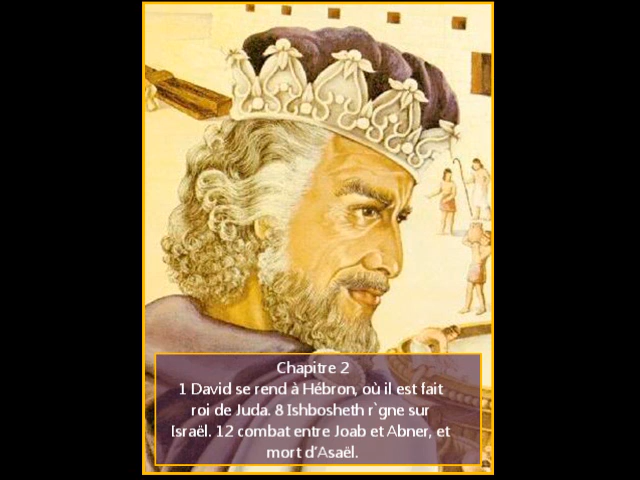 Chapitre 2
1 David se rend à Hébron, où il est fait
roi de Juda. 8 Ishbosheth r`gne sur
Israël. 12 combat entre Joab et Abner, et
mort d'Asaël.